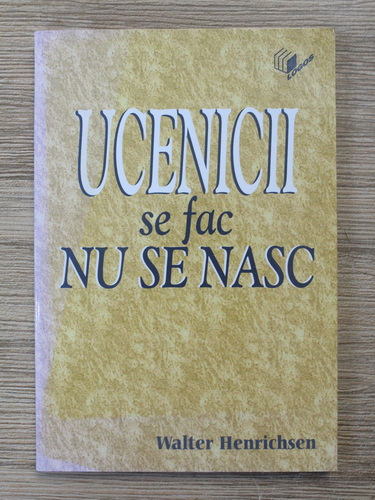 LOGOS
UCENICII
se fac
NU SE NASC
Walter Henrichsen